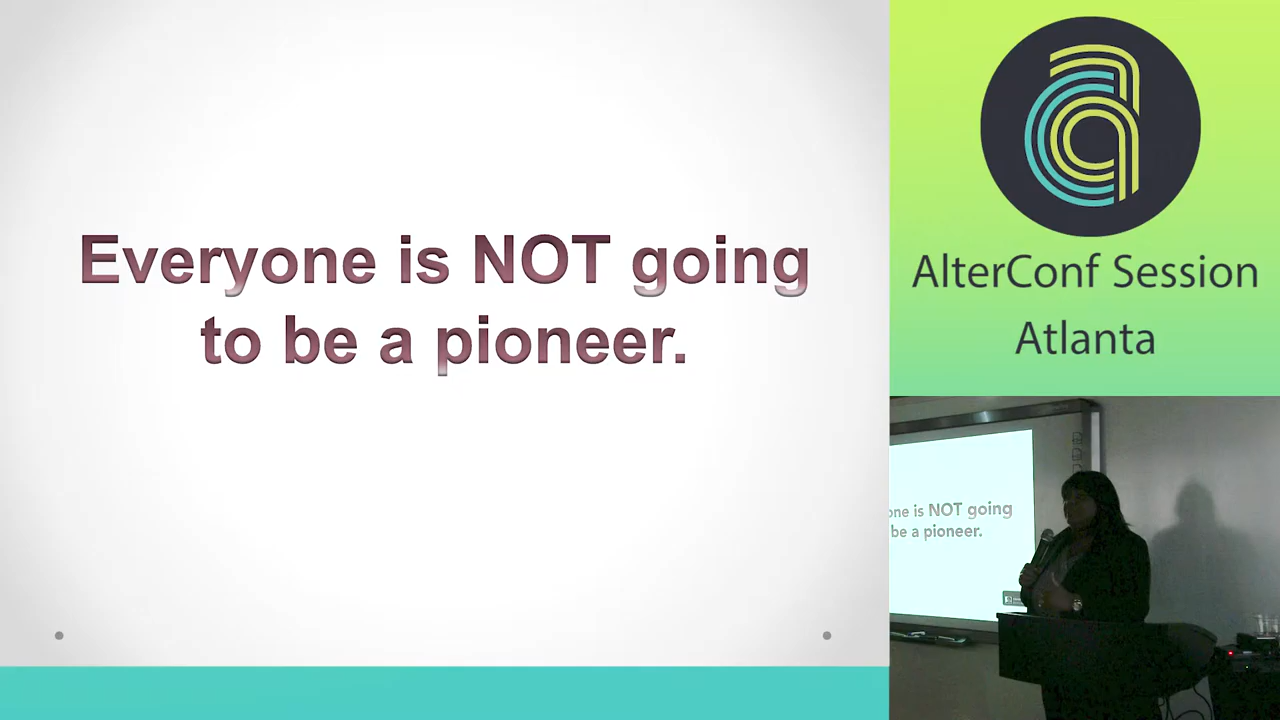 Everyone is NOT going
to be a pioneer.
AlterConf Session
Atlanta
one is NOT going
be a pioneer.